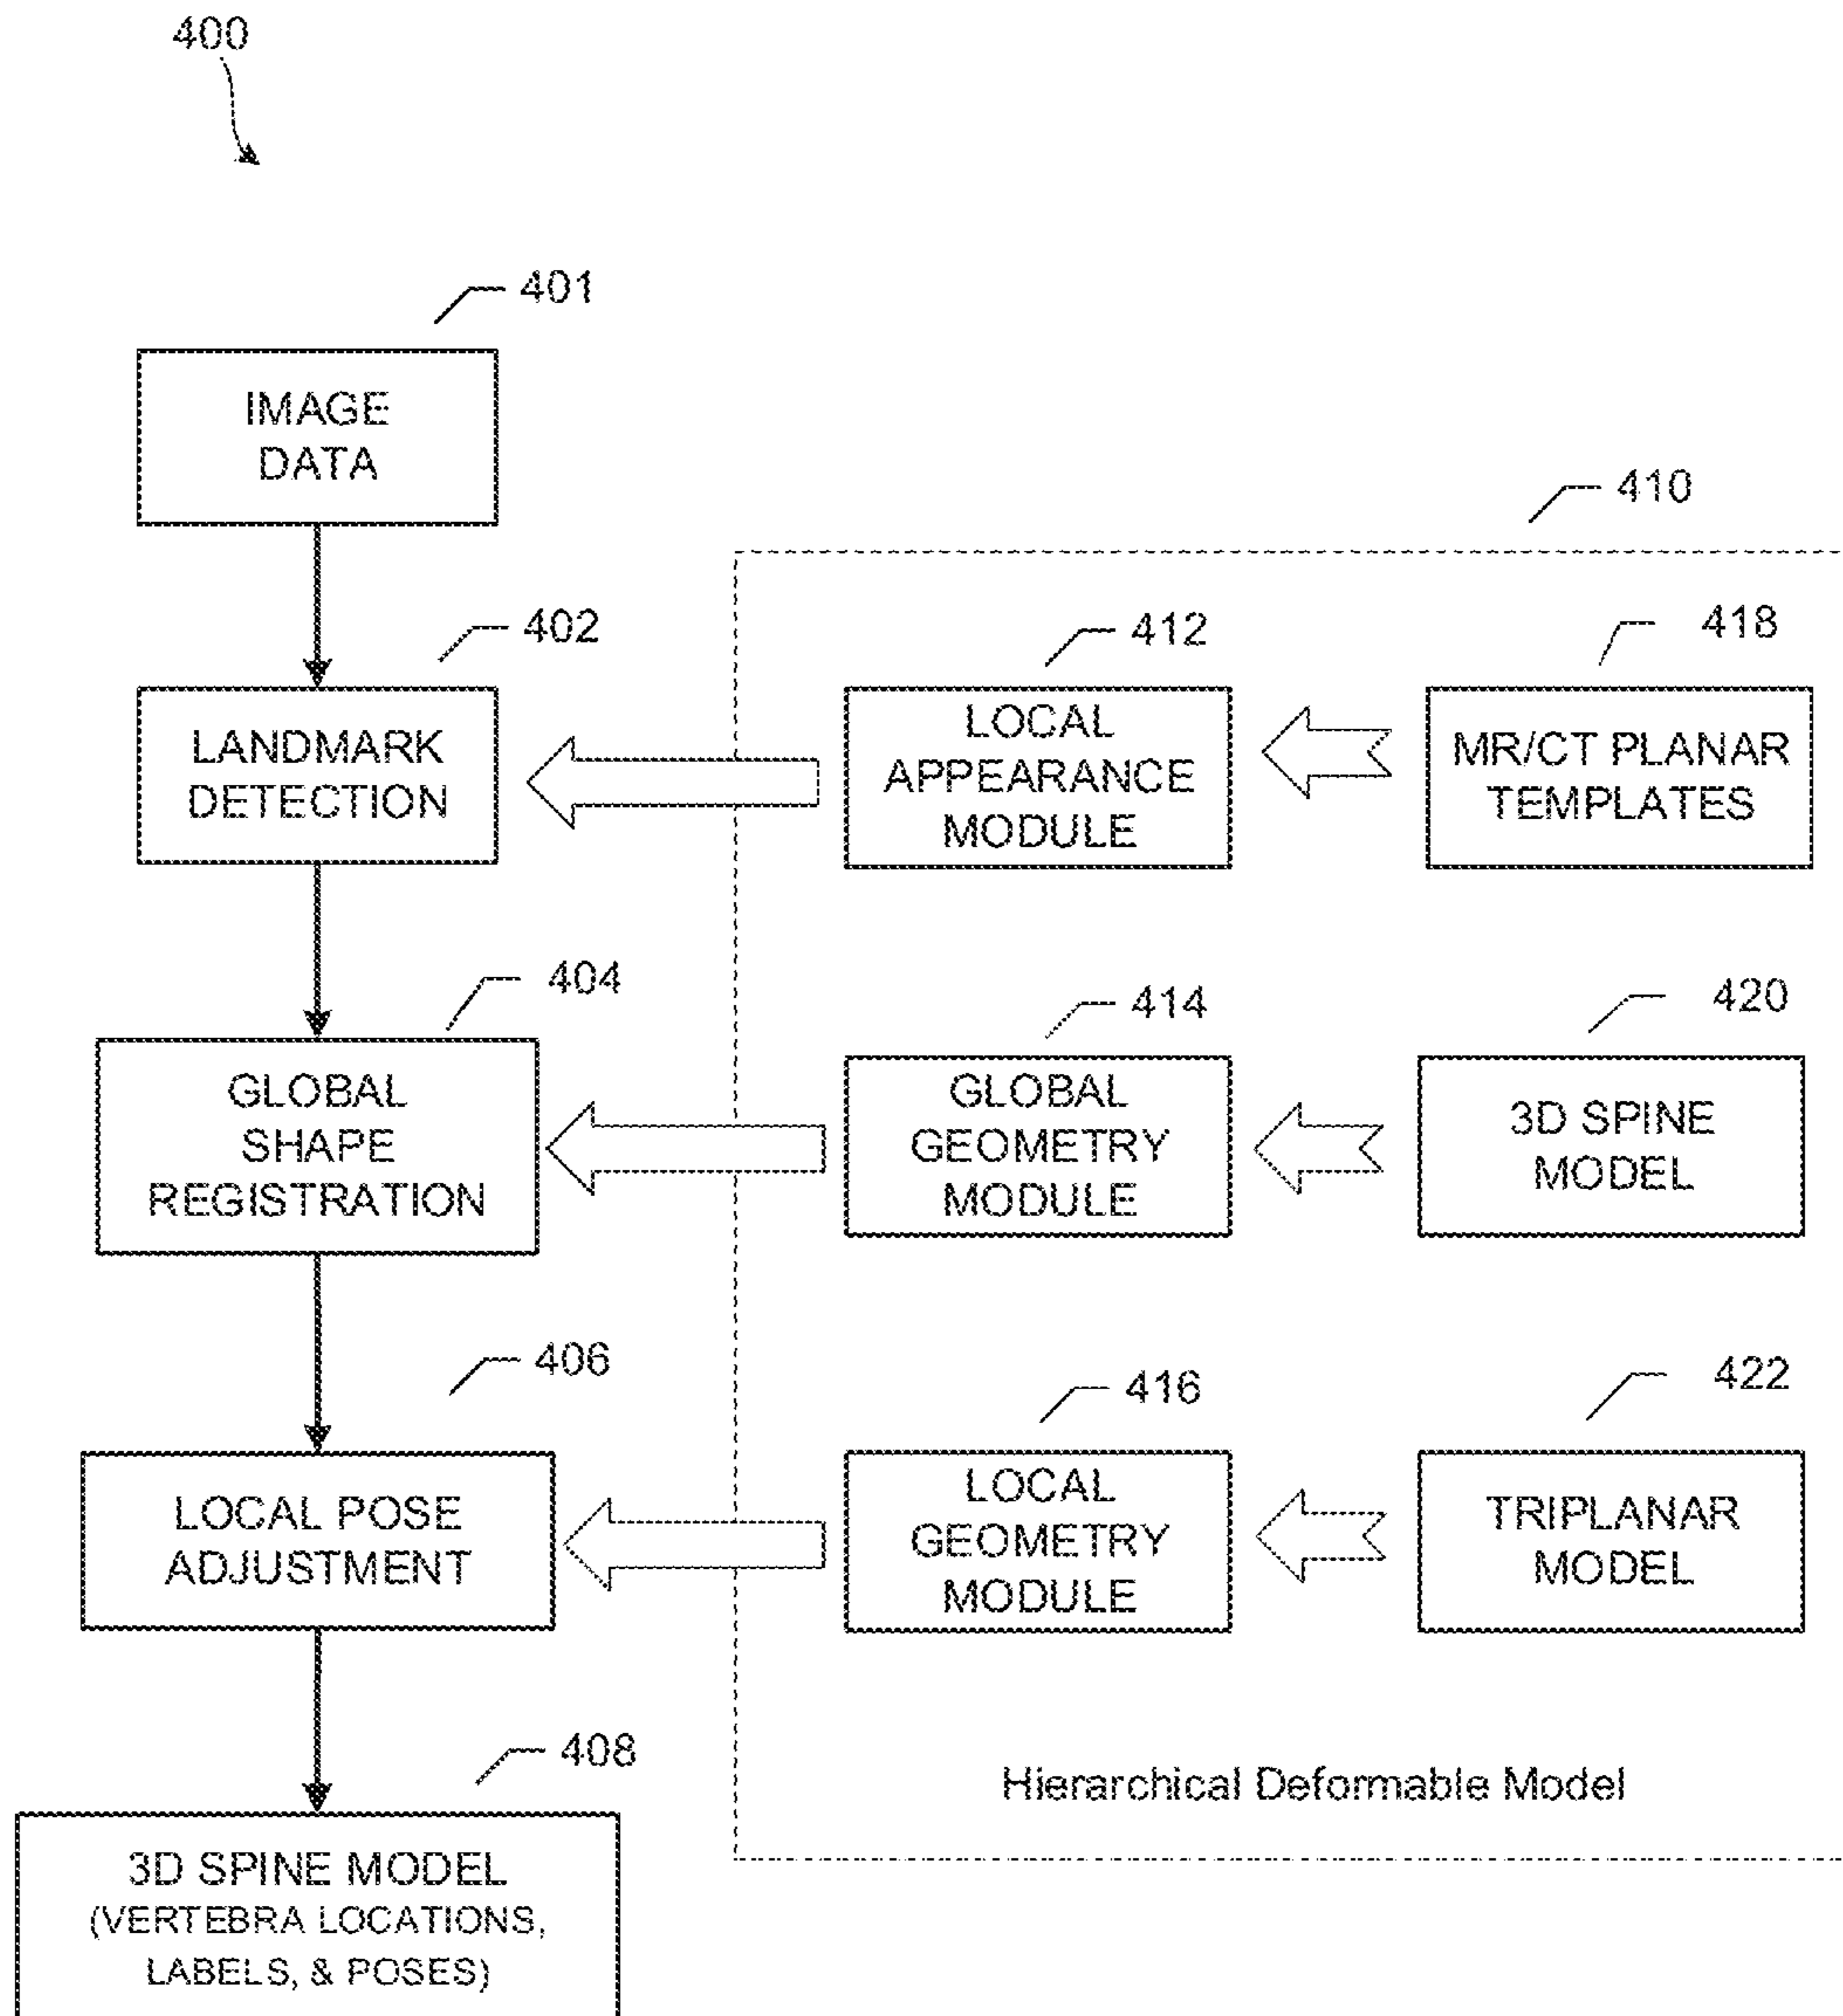 400
401
IMAGE
DATA
410
402
412
418
LANDMARK
DETECTION
LOCAL
APPEARANCE
MODULE
MR/CT PLANAR
TEMPLATES
404
414
420
GLOBAL
SHAPE
REGISTRATION
GLOBAL
GEOMETRY
MODULE
3D SPINE
MODEL
406
416
422
LOCAL POSE
ADJUSTMENT
LOCAL
GEOMETRY
MODULE
TRIPLANAR
MODEL
408
Hierarchical Deformable Model
3D SPINE MODEL
(VERTEBRA LOCATIONS,
LABELS, & POSES)